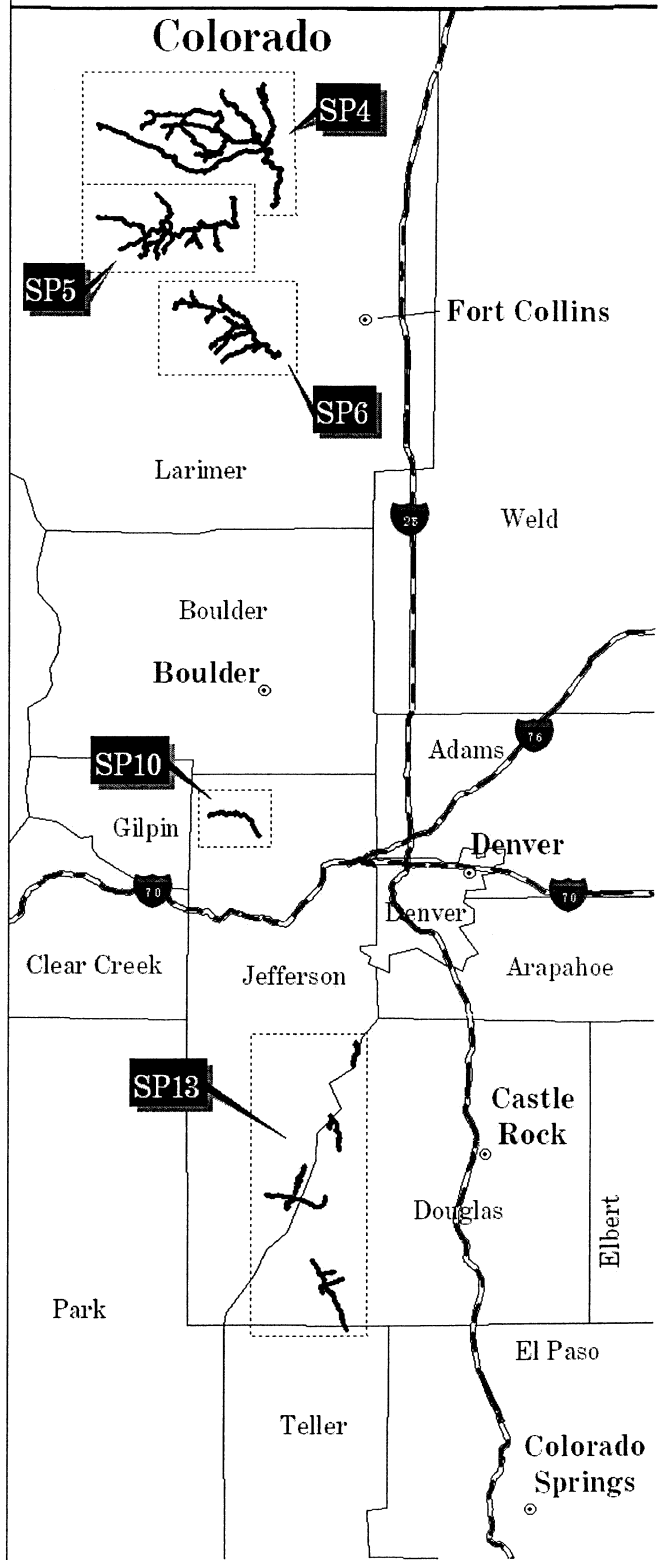 Colorado
SP4
SP5
Fort Collins
SP6
Larimer
25
Weld
Boulder
Boulder
76
SP10
Adams
Gilpin
Denver
70
70
Denver
Clear Creek
Jefferson
Arapahoe
SP13
Castle
Rock
Douglas
Elbert
Park
El Paso
Teller
Colorado
Springs